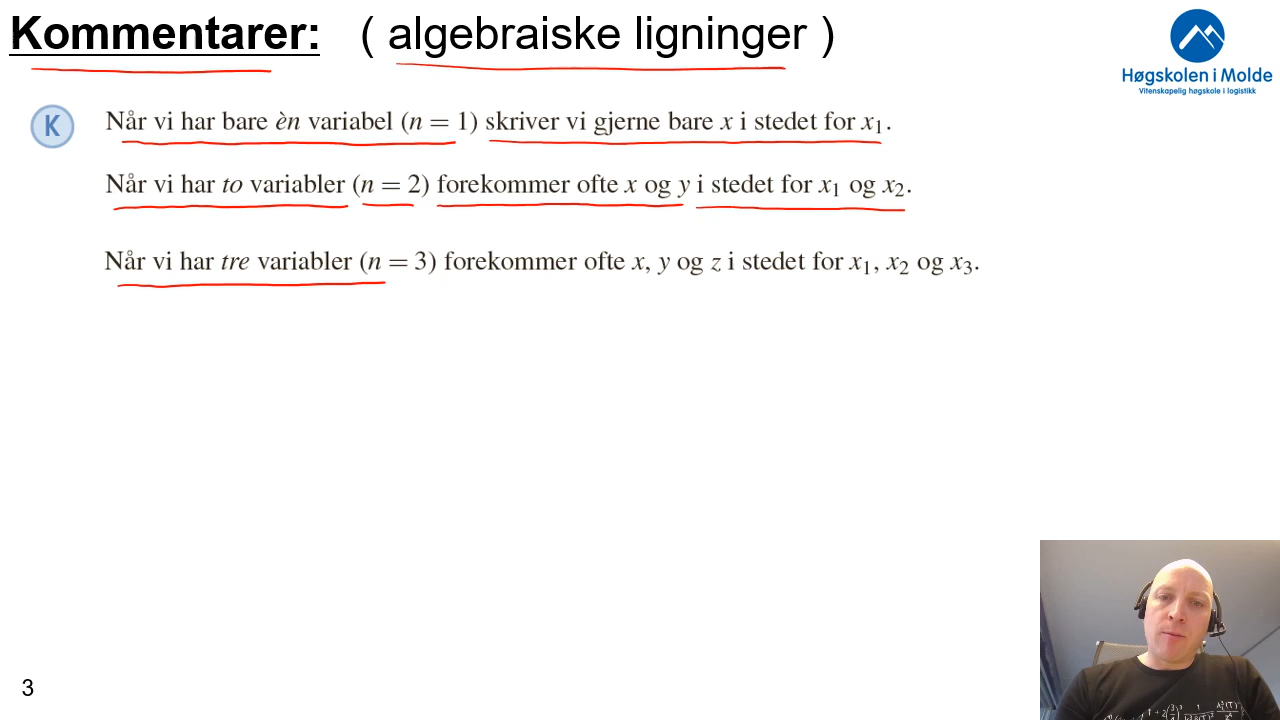 Kommentarer: ( algebraiske ligninger )
Høgskolen i Molde
Vitenskapelig høgskole i logistikk
K
Når vi har bare èn variabel (n = 1) skriver vi gjerne bare x i stedet for x₁.
Når vi har to variabler (n = 2) forekommer ofte x og y i stedet for x₁ og x₂.
Når vi har tre variabler (n = 3) forekommer ofte x, y og z i stedet for x₁, x₂ og x₃.
3